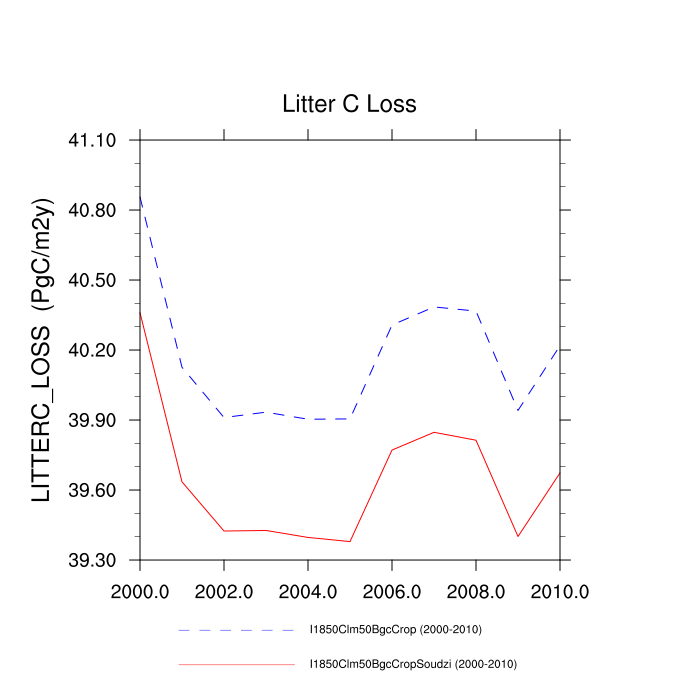 Litter C Loss
LITTERC_LOSS (PgC/m2y)
41.10
40.80
40.50
40.20
39.90
39.60
39.30
2000.0 2002.0 2004.0 2006.0 2008.0 2010.0
I1850Clm50BgcCrop (2000-2010)
I1850Clm50BgcCropSoudzi (2000-2010)